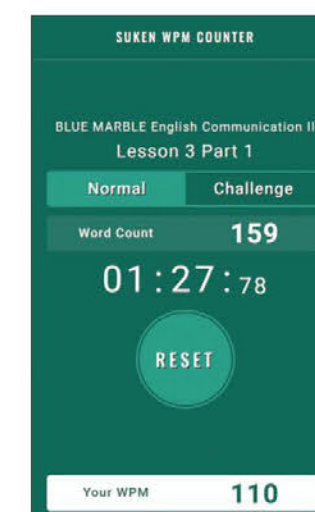 SUKEN WPM COUNTER
BLUE MARBLE English Communication II
Lesson 3 Part 1
Normal Challenge
Word Count 159
01:27:78
RESET
Your WPM 110